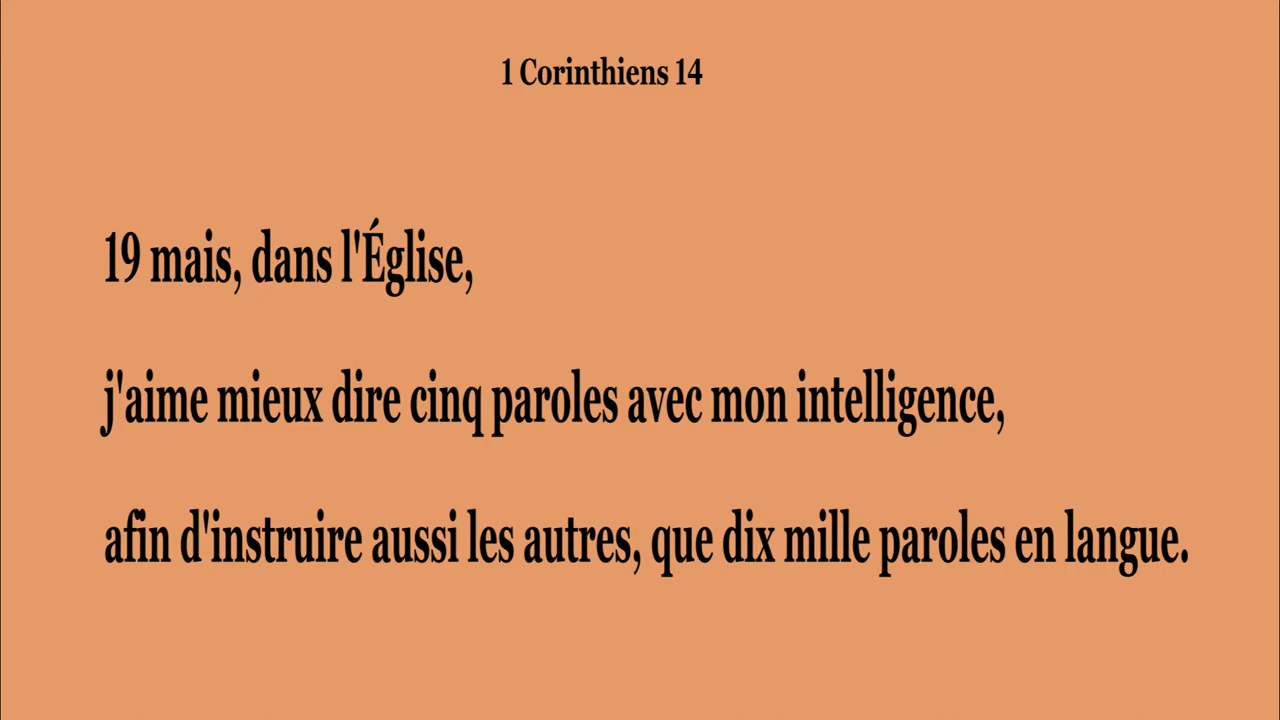 1 Corinthiens 14
19 mais, dans l'Église,
j'aime mieux dire cinq paroles avec mon intelligence,
afin d'instruire aussi les autres, que dix mille paroles en langue.